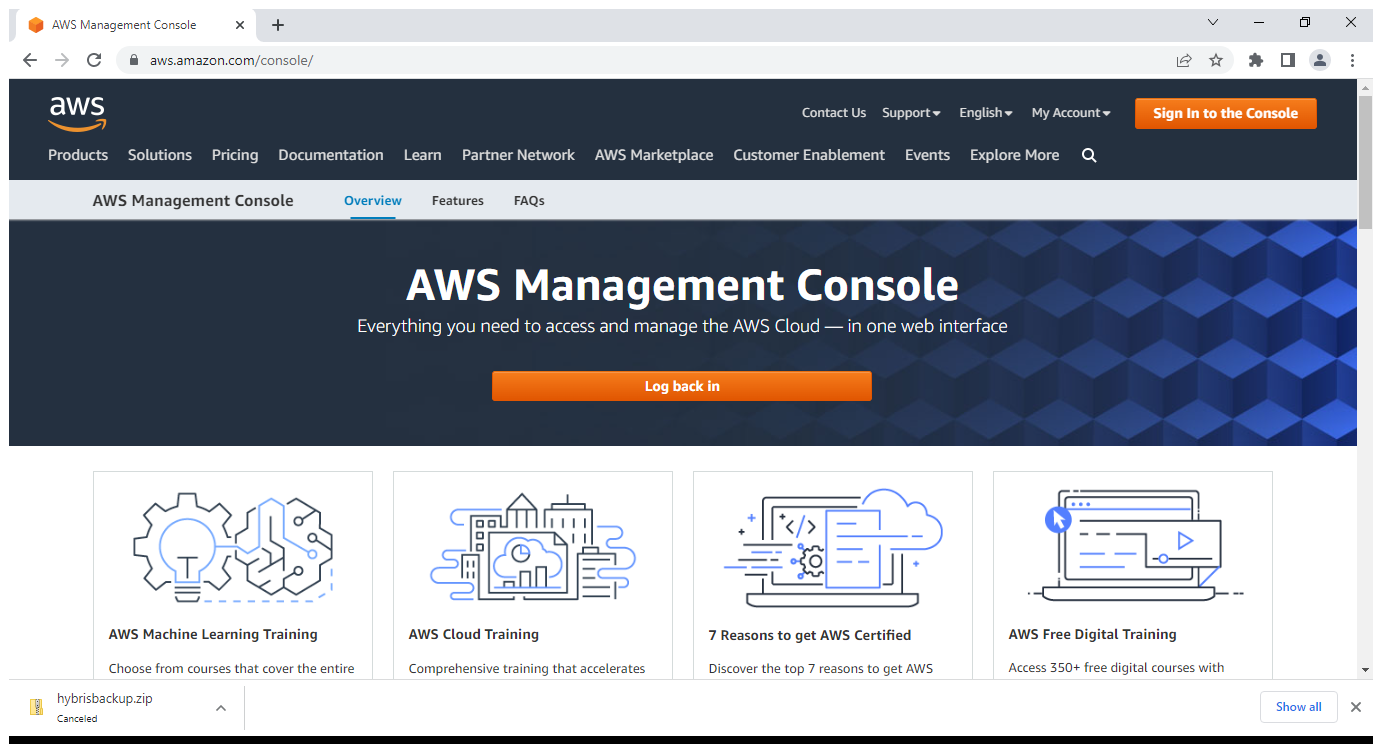 AWS Management Console
aws.amazon.com/console/
aws
Contact Us Support English My Account Sign In to the Console
Products Solutions Pricing Documentation Learn Partner Network AWS Marketplace Customer Enablement Events Explore More
AWS Management Console Overview Features FAQs
AWS Management Console
Everything you need to access and manage the AWS Cloud — in one web interface
Log back in
</>
AWS Machine Learning Training
Choose from courses that cover the entire
AWS Cloud Training
Comprehensive training that accelerates
7 Reasons to get AWS Certified
Discover the top 7 reasons to get AWS
AWS Free Digital Training
Access 350+ free digital courses with
hybrisbackup.zip
Canceled
Show all